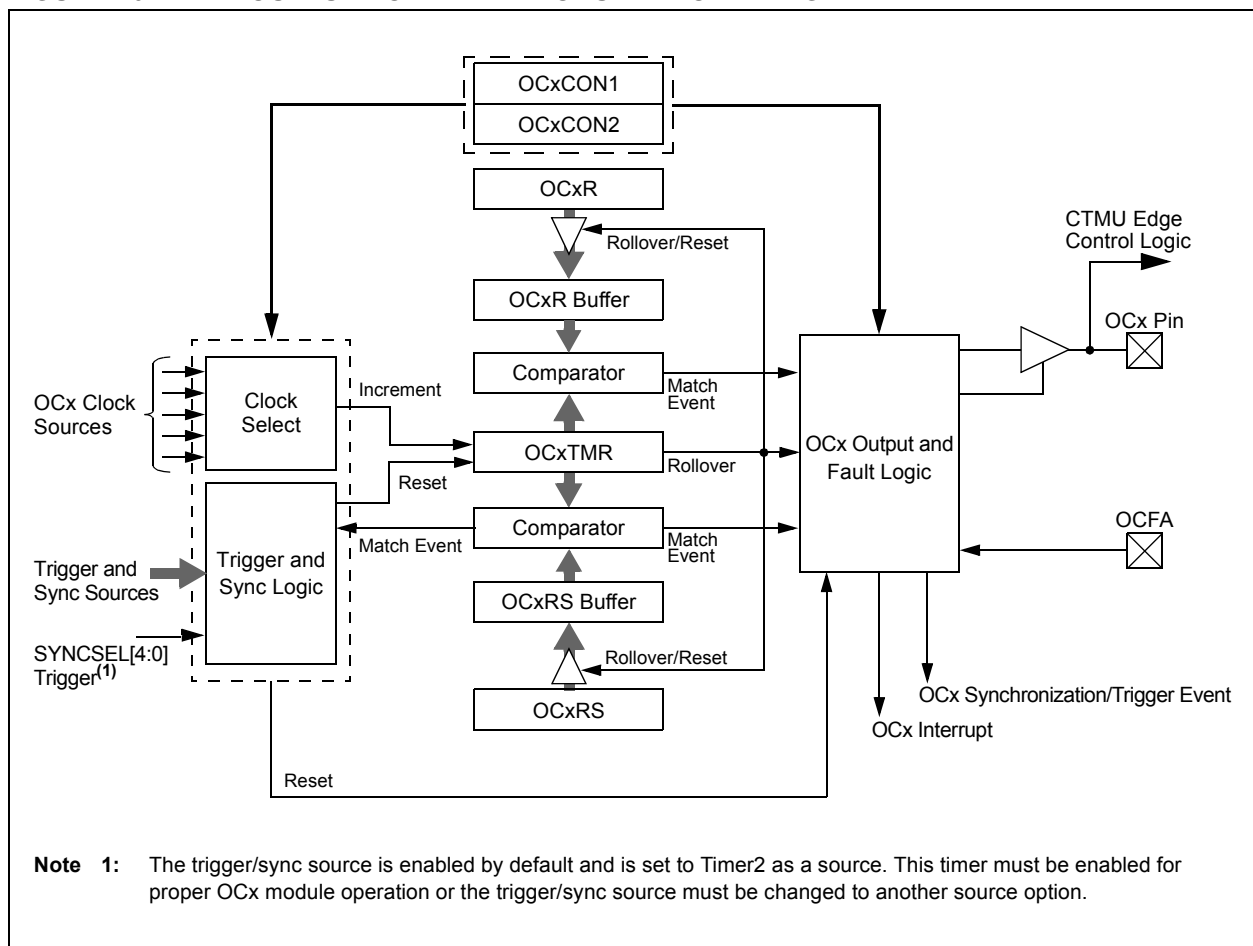 OCxCON1
OCxCON2
OCxR
Rollover/Reset
CTMU Edge
Control Logic
OCxR Buffer
OCx Pin
Comparator
Match
Event
OCx Clock
Sources
Clock
Select
Increment
OCxTMR
Rollover
OCx Output and
Fault Logic
Reset
Comparator
Match Event
Match
Event
OCFA
Trigger and
Sync Sources
Trigger and
Sync Logic
OCxRS Buffer
SYNCSEL[4:0]
Trigger(1)
Rollover/Reset
OCxRS
OCx Synchronization/Trigger Event
OCx Interrupt
Reset
Note 1: The trigger/sync source is enabled by default and is set to Timer2 as a source. This timer must be enabled for
proper OCx module operation or the trigger/sync source must be changed to another source option.